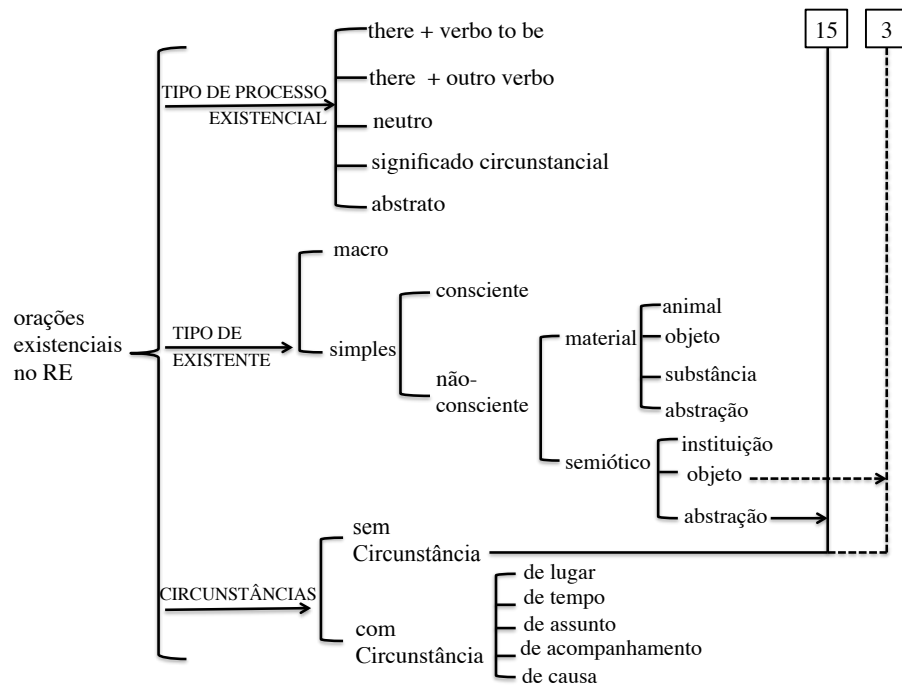 15 3
there + verbo to be
there + outro verbo
TIPO DE PROCESSO
EXISTENCIAL
neutro
significado circunstancial
abstrato
macro
consciente
orações
existenciais
no RE
TIPO DE
EXISTENTE
simples
não-
consciente
material
animal
objeto
substância
abstração
semiótico
instituição
objeto
abstração
sem
Circunstância
CIRCUNSTÂNCIAS
com
Circunstância
de lugar
de tempo
de assunto
de acompanhamento
de causa